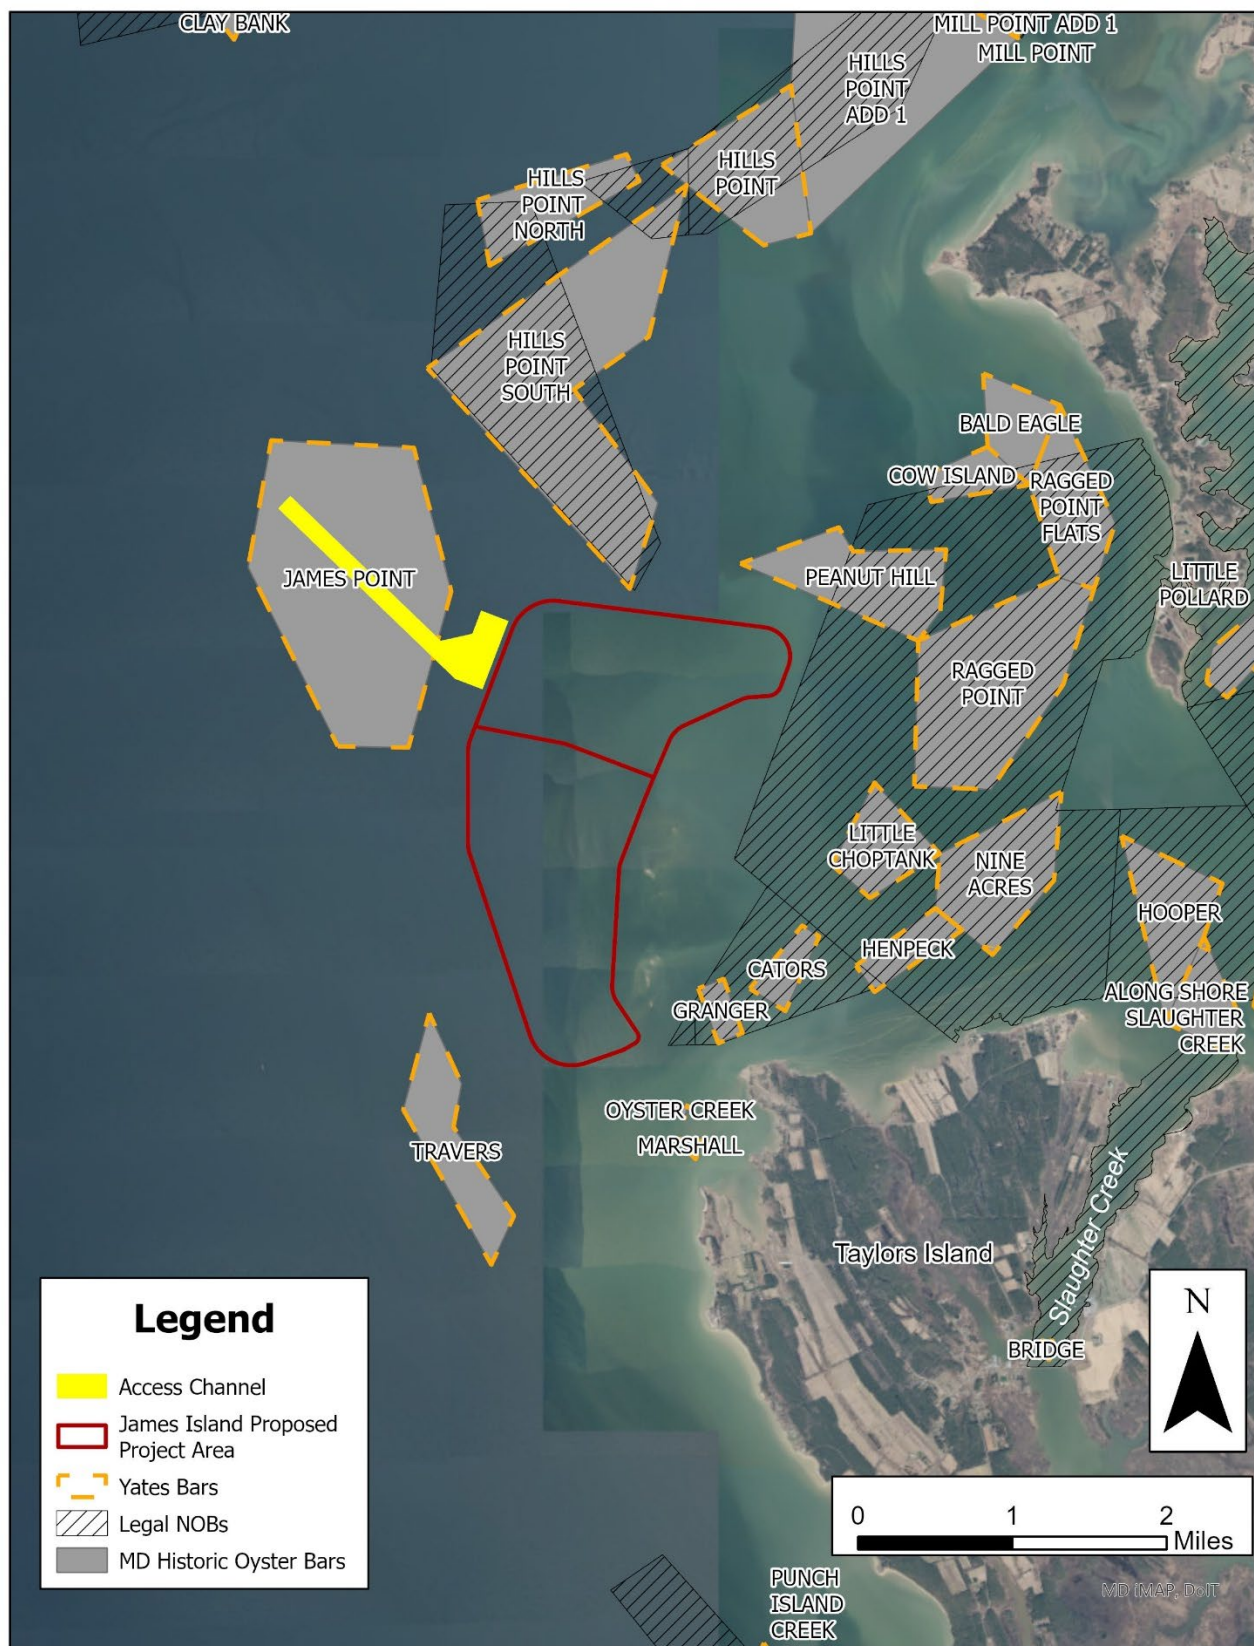 CLAY BANK
MILL POINT ADD 1
MILL POINT
HILLS
POINT
ADD 1
HILLS
POINT
HILLS
POINT
NORTH
HILLS
POINT
SOUTH
BALD EAGLE
COW ISLAND
RAGGED
POINT
FLATS
JAMES POINT
PEANUT HILL
LITTLE
POLLARD
RAGGED
POINT
LITTLE
CHOPTANK
NINE
ACRES
HOOPER
HENPECK
CATORS
GRANGER
ALONG SHORE
SLAUGHTER
CREEK
OYSTER CREEK
MARSHALL
TRAVERS
Taylors Island
Slaughter Creek
BRIDGE
PUNCH
ISLAND
CREEK
Legend
Access Channel
James Island Proposed
Project Area
Yates Bars
Legal NOBs
MD Historic Oyster Bars
N
0 1 2
Miles
MD iMAP, DoIT